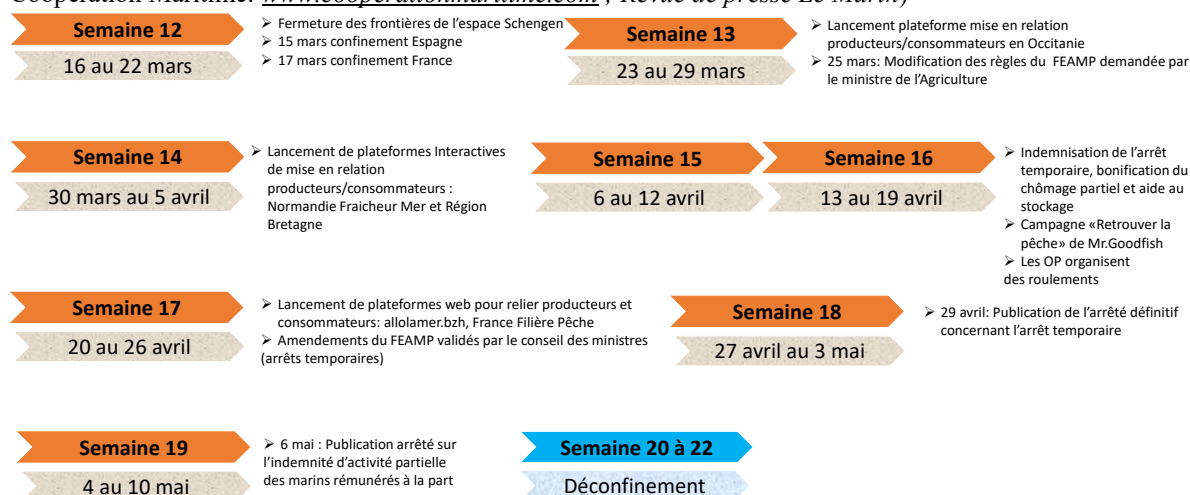 Coopération Maritime: www.cooperationmaritime.com ; Revue de presse Le Marin)
Semaine 12
16 au 22 mars
➢ Fermeture des frontières de l'espace Schengen
➢ 15 mars confinement Espagne
➢ 17 mars confinement France
Semaine 13
23 au 29 mars
➢ Lancement plateforme mise en relation
producteurs/consommateurs en Occitanie
➢ 25 mars: Modification des règles du FEAMP demandée par
le ministre de l'Agriculture
Semaine 14
30 mars au 5 avril
➢ Lancement de plateformes Interactives
de mise en relation
producteurs/consommateurs :
Normandie Fraicheur Mer et Région
Bretagne
Semaine 15
6 au 12 avril
Semaine 16
13 au 19 avril
➢ Indemnisation de l'arrêt
temporaire, bonification du
chômage partiel et aide au
stockage
➢ Campagne «Retrouver la
pêche» de Mr.Goodfish
➢ Les OP organisent
des roulements
Semaine 17
20 au 26 avril
➢ Lancement de plateformes web pour relier producteurs et
consommateurs: allolamer.bzh, France Filière Pêche
➢ Amendements du FEAMP validés par le conseil des ministres
(arrêts temporaires)
Semaine 18
27 avril au 3 mai
➢ 29 avril: Publication de l'arrêté définitif
concernant l'arrêt temporaire
Semaine 19
4 au 10 mai
➢ 6 mai : Publication arrêté sur
l'indemnité d'activité partielle
des marins rémunérés à la part
Semaine 20 à 22
Déconfinement